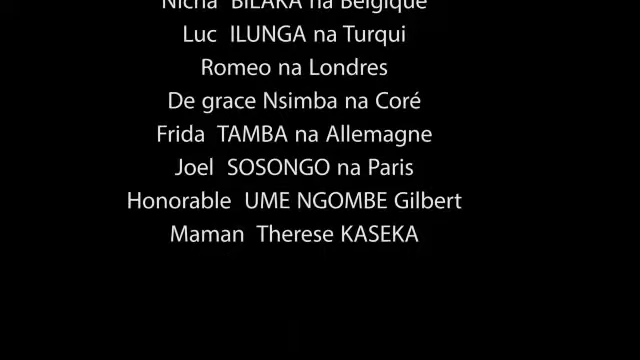 Nicha BILAKA na Belgique
Luc ILUNGA na Turqui
Romeo na Londres
De grace Nsimba na Coré
Frida TAMBA na Allemagne
Joel SOSONGO na Paris
Honorable UME NGOMBE Gilbert
Maman Therese KASEKA